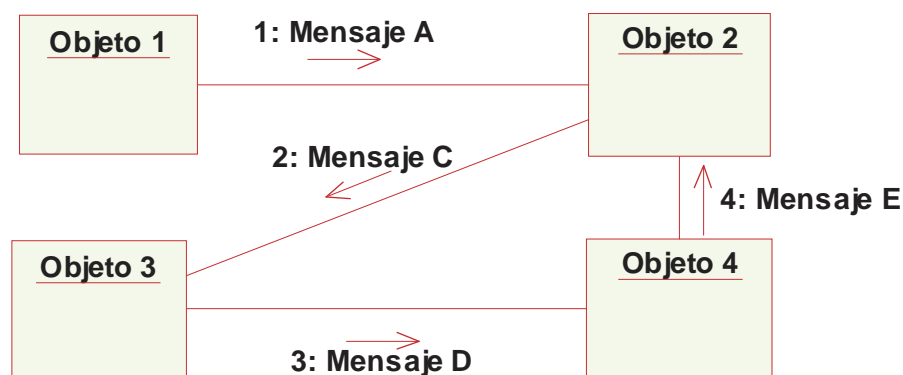 Objeto 1
1: Mensaje A
Objeto 2
2: Mensaje C
4: Mensaje E
Objeto 3
Objeto 4
3: Mensaje D